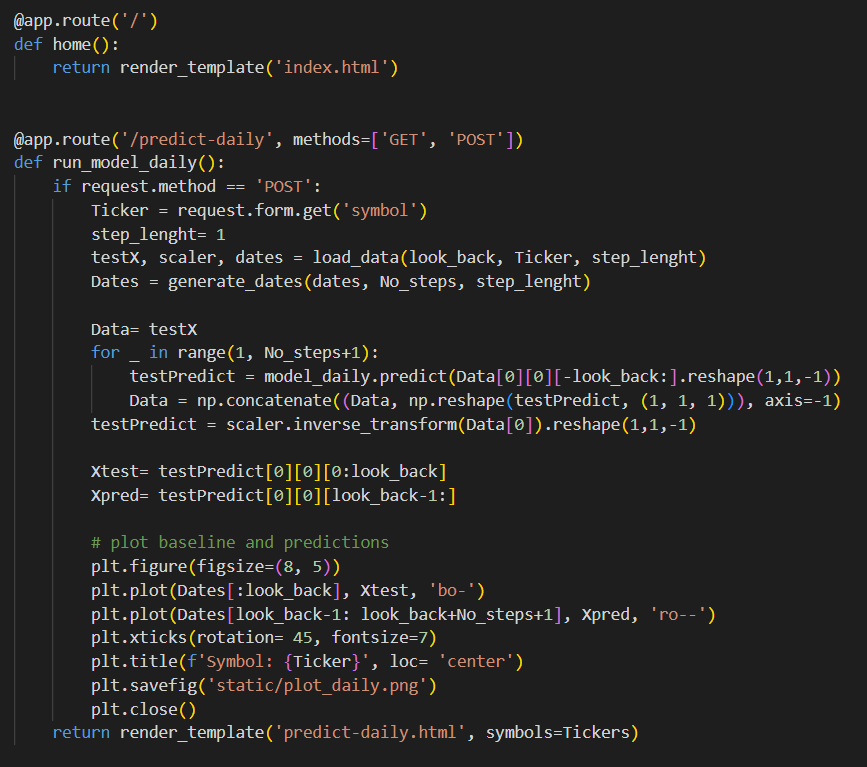 @app.route('/')
def home():
    return render_template('index.html')


@app.route('/predict-daily', methods=['GET', 'POST'])
def run_model_daily():
    if request.method == 'POST':
        Ticker = request.form.get('symbol')
        step_lenght= 1
        testX, scaler, dates = load_data(look_back, Ticker, step_lenght)
        Dates = generate_dates(dates, No_steps, step_lenght)

        Data= testX
        for _ in range(1, No_steps+1):
            testPredict = model_daily.predict(Data[0][0][-look_back:].reshape(1,1,-1))
            Data = np.concatenate((Data, np.reshape(testPredict, (1, 1, 1))), axis=-1)
        testPredict = scaler.inverse_transform(Data[0]).reshape(1,1,-1)

        Xtest= testPredict[0][0][0:look_back]
        Xpred= testPredict[0][0][look_back-1:]

        # plot baseline and predictions
        plt.figure(figsize=(8, 5))
        plt.plot(Dates[:look_back], Xtest, 'bo-')
        plt.plot(Dates[look_back-1: look_back+No_steps+1], Xpred, 'ro--')
        plt.xticks(rotation= 45, fontsize=7)
        plt.title(f'Symbol: {Ticker}', loc= 'center')
        plt.savefig('static/plot_daily.png')
        plt.close()
    return render_template('predict-daily.html', symbols=Tickers)